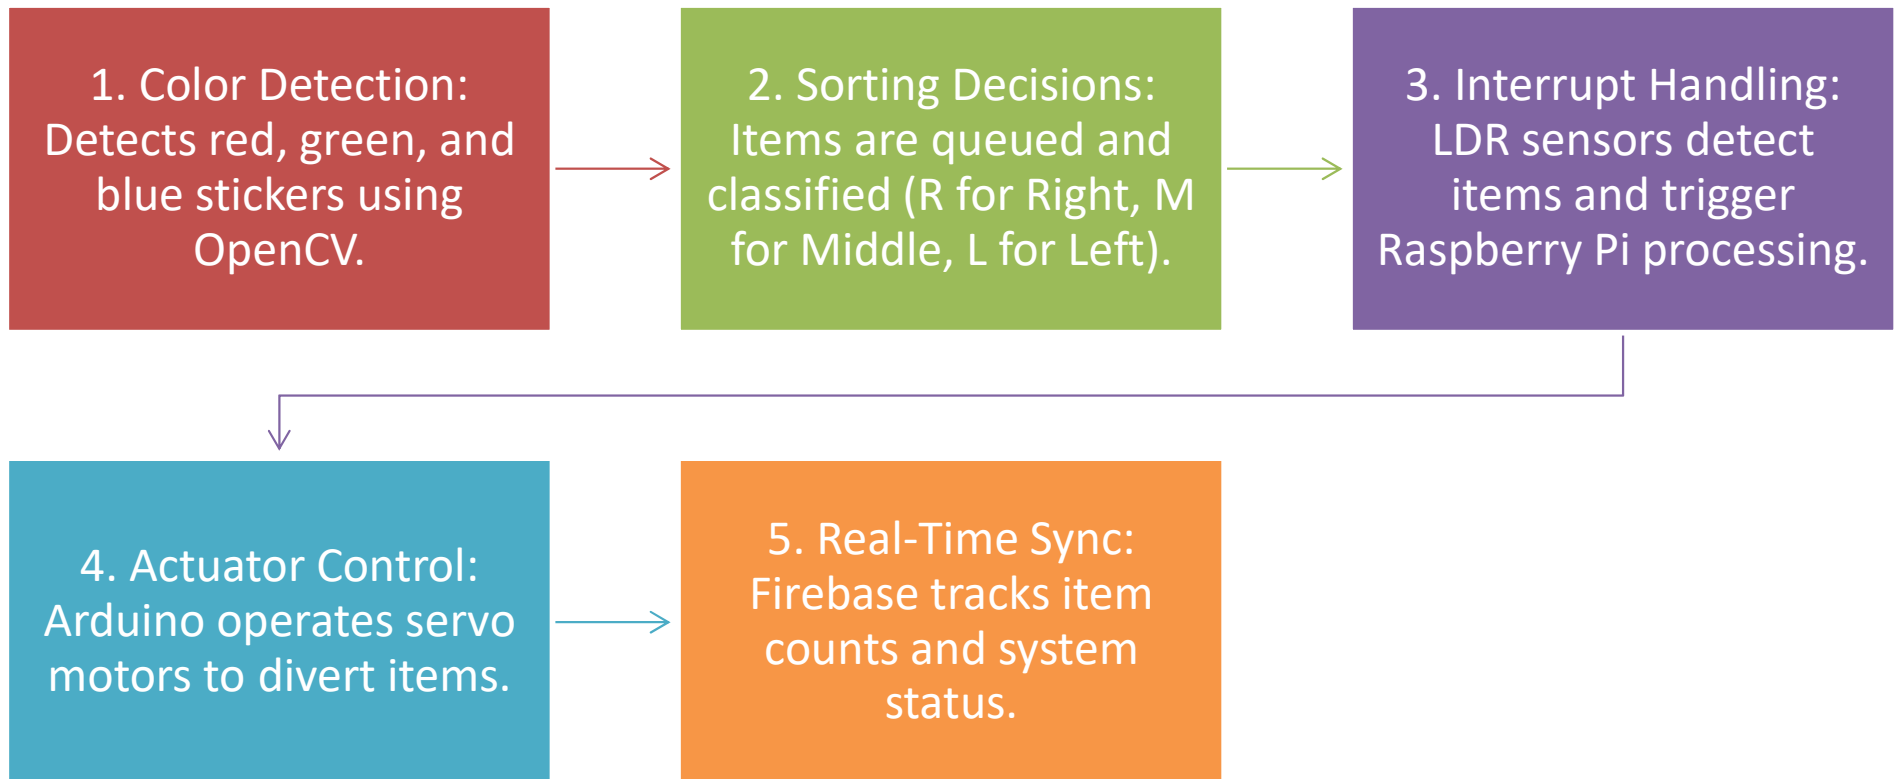 1. Color Detection:
Detects red, green, and
blue stickers using
OpenCV.
2. Sorting Decisions:
Items are queued and
classified (R for Right, M
for Middle, L for Left).
3. Interrupt Handling:
LDR sensors detect
items and trigger
Raspberry Pi processing.
4. Actuator Control:
Arduino operates servo
motors to divert items.
5. Real-Time Sync:
Firebase tracks item
counts and system
status.